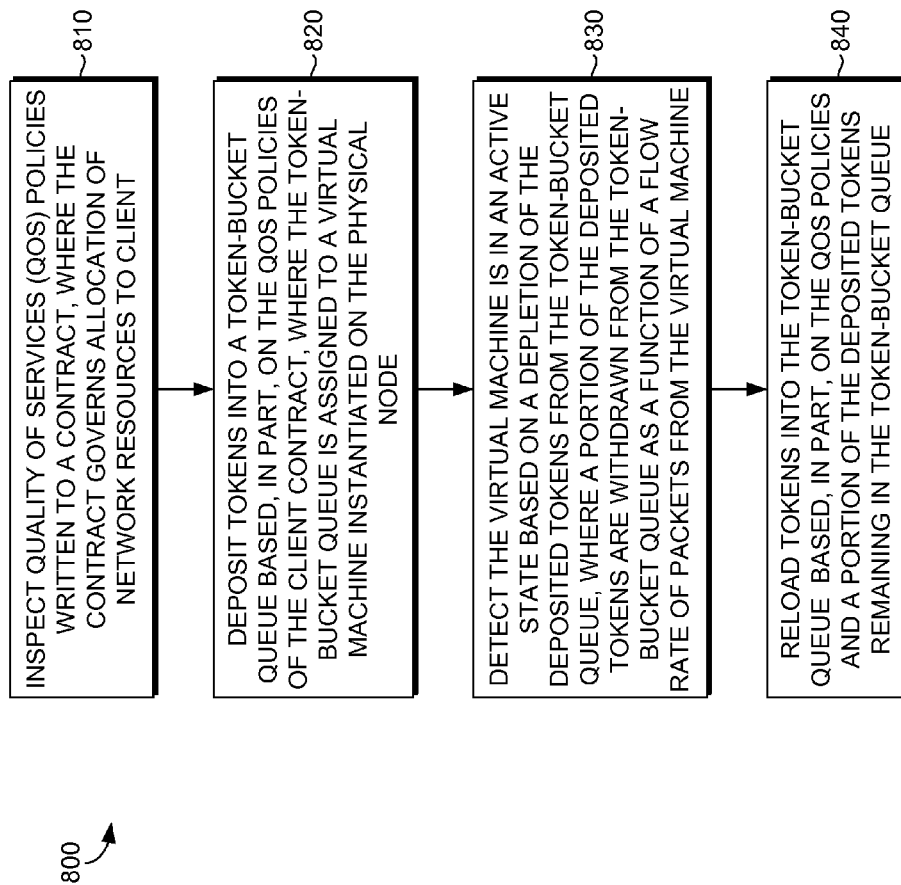 800
INSPECT QUALITY OF SERVICES (QOS) POLICIES
WRITTEN TO A CONTRACT, WHERE THE
CONTRACT GOVERNS ALLOCATION OF
NETWORK RESOURCES TO CLIENT
810
DEPOSIT TOKENS INTO A TOKEN-BUCKET
QUEUE BASED, IN PART, ON THE QOS POLICIES
OF THE CLIENT CONTRACT, WHERE THE TOKEN-
BUCKET QUEUE IS ASSIGNED TO A VIRTUAL
MACHINE INSTANTIATED ON THE PHYSICAL
NODE
820
DETECT THE VIRTUAL MACHINE IS IN AN ACTIVE
STATE BASED ON A DEPLETION OF THE
DEPOSITED TOKENS FROM THE TOKEN-BUCKET
QUEUE, WHERE A PORTION OF THE DEPOSITED
TOKENS ARE WITHDRAWN FROM THE TOKEN-
BUCKET QUEUE AS A FUNCTION OF A FLOW
RATE OF PACKETS FROM THE VIRTUAL MACHINE
830
RELOAD TOKENS INTO THE TOKEN-BUCKET
QUEUE BASED, IN PART, ON THE QOS POLICIES
AND A PORTION OF THE DEPOSITED TOKENS
REMAINING IN THE TOKEN-BUCKET QUEUE
840